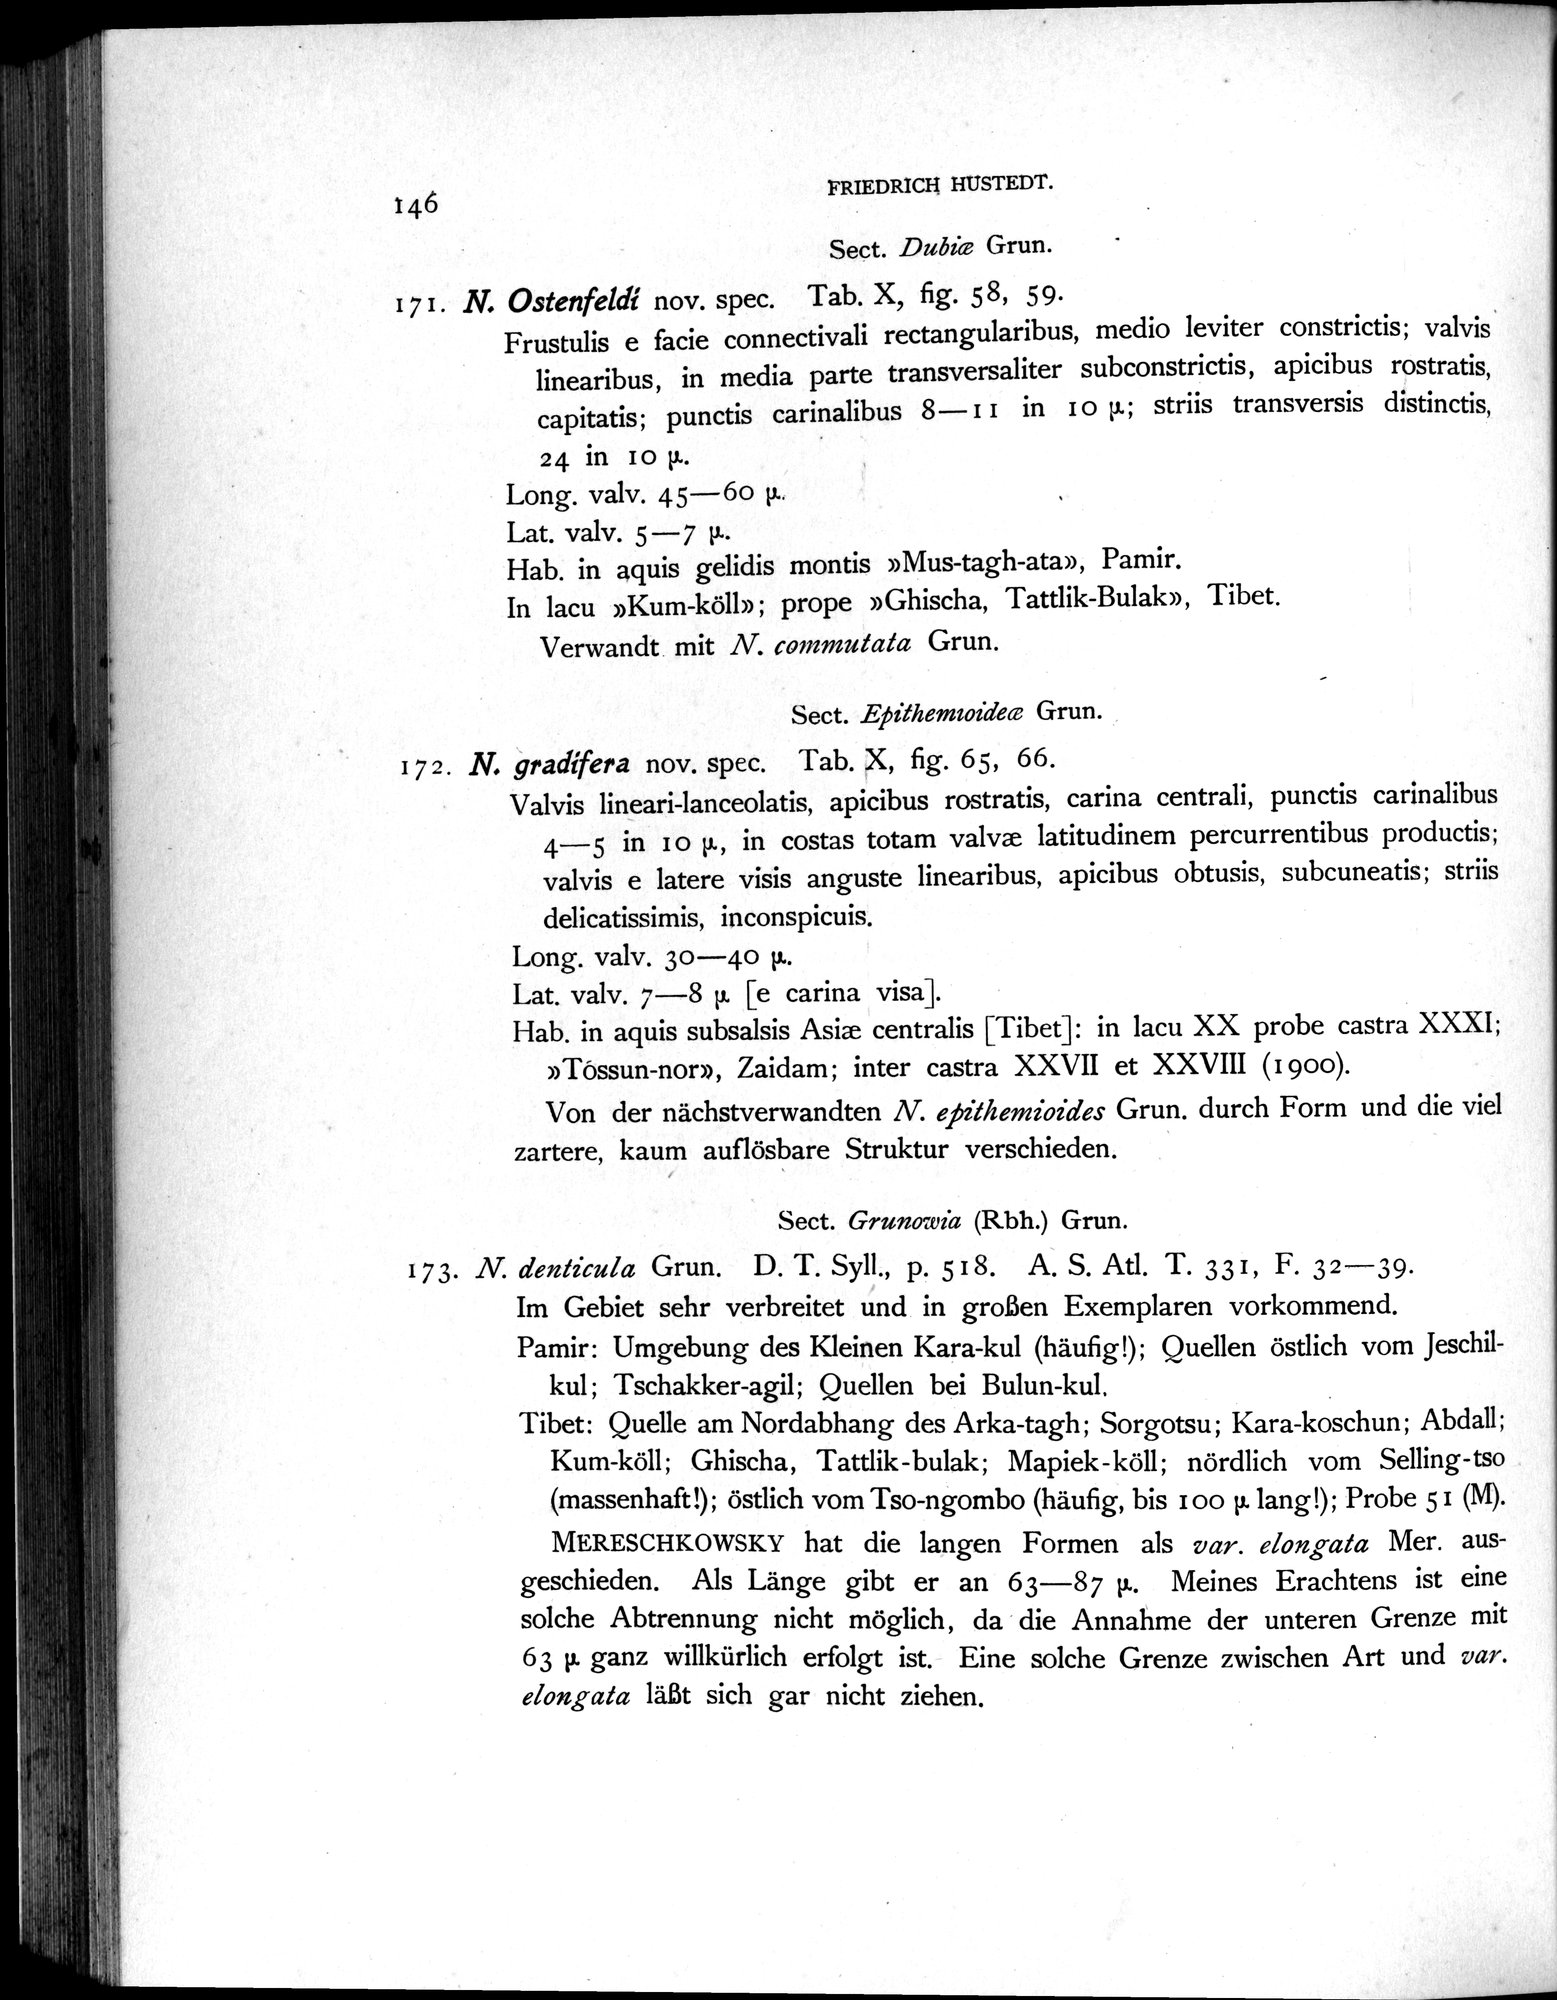 146
FRIEDRICH HUSTEDT.
Sect. Dubiæ Grun.
171. N. Ostenfeldi nov. spec. Tab. X, fig. 58, 59.
Frustulis e facie connectivali rectangularibus, medio leviter constrictis; valvis
linearibus, in media parte transversaliter subconstrictis, apicibus rostratis,
capitatis; punctis carinalibus 8—11 in 10 µ; striis transversis distinctis,
24 in 10 µ.
Long. valv. 45—60 µ.
Lat. valv. 5—7 µ.
Hab. in aquis gelidis montis »Mus-tagh-ata», Pamir.
In lacu »Kum-köll»; prope »Ghischa, Tattlik-Bulak», Tibet.
Verwandt mit N. commutata Grun.
Sect. Epithemioideæ Grun.
172. N. gradifera nov. spec. Tab. X, fig. 65, 66.
Valvis lineari-lanceolatis, apicibus rostratis, carina centrali, punctis carinalibus
4—5 in 10 µ, in costas totam valvæ latitudinem percurrentibus productis;
valvis e latere visis anguste linearibus, apicibus obtusis, subcuneatis; striis
delicatissimis, inconspicuis.
Long. valv. 30—40 µ.
Lat. valv. 7—8 µ [e carina visa].
Hab. in aquis subsalsis Asiæ centralis [Tibet]: in lacu XX probe castra XXXI;
»Tossun-nor», Zaidam; inter castra XXVII et XXVIII (1900).
Von der nächstverwandten N. epithemioides Grun. durch Form und die viel
zartere, kaum auflösbare Struktur verschieden.
Sect. Grunowia (Rbh.) Grun.
173. N. denticula Grun. D. T. Syll., p. 518. A. S. Atl. T. 331, F. 32—39.
Im Gebiet sehr verbreitet und in großen Exemplaren vorkommend.
Pamir: Umgebung des Kleinen Kara-kul (häufig!); Quellen östlich vom Jeschil-
kul; Tschakker-agil; Quellen bei Bulun-kul.
Tibet: Quelle am Nordabhang des Arka-tagh; Sorgotsu; Kara-koschun; Abdall;
Kum-köll; Ghischa, Tattlik-bulak; Mapiek-köll; nördlich vom Selling-tso
(massenhaft!); östlich vom Tso-ngombo (häufig, bis 100 µ lang!); Probe 51 (M).
MERESCHKOWSKY hat die langen Formen als var. elongata Mer. aus-
geschieden. Als Länge gibt er an 63—87 µ. Meines Erachtens ist eine
solche Abtrennung nicht möglich, da die Annahme der unteren Grenze mit
63 µ ganz willkürlich erfolgt ist. Eine solche Grenze zwischen Art und var.
elongata läßt sich gar nicht ziehen.